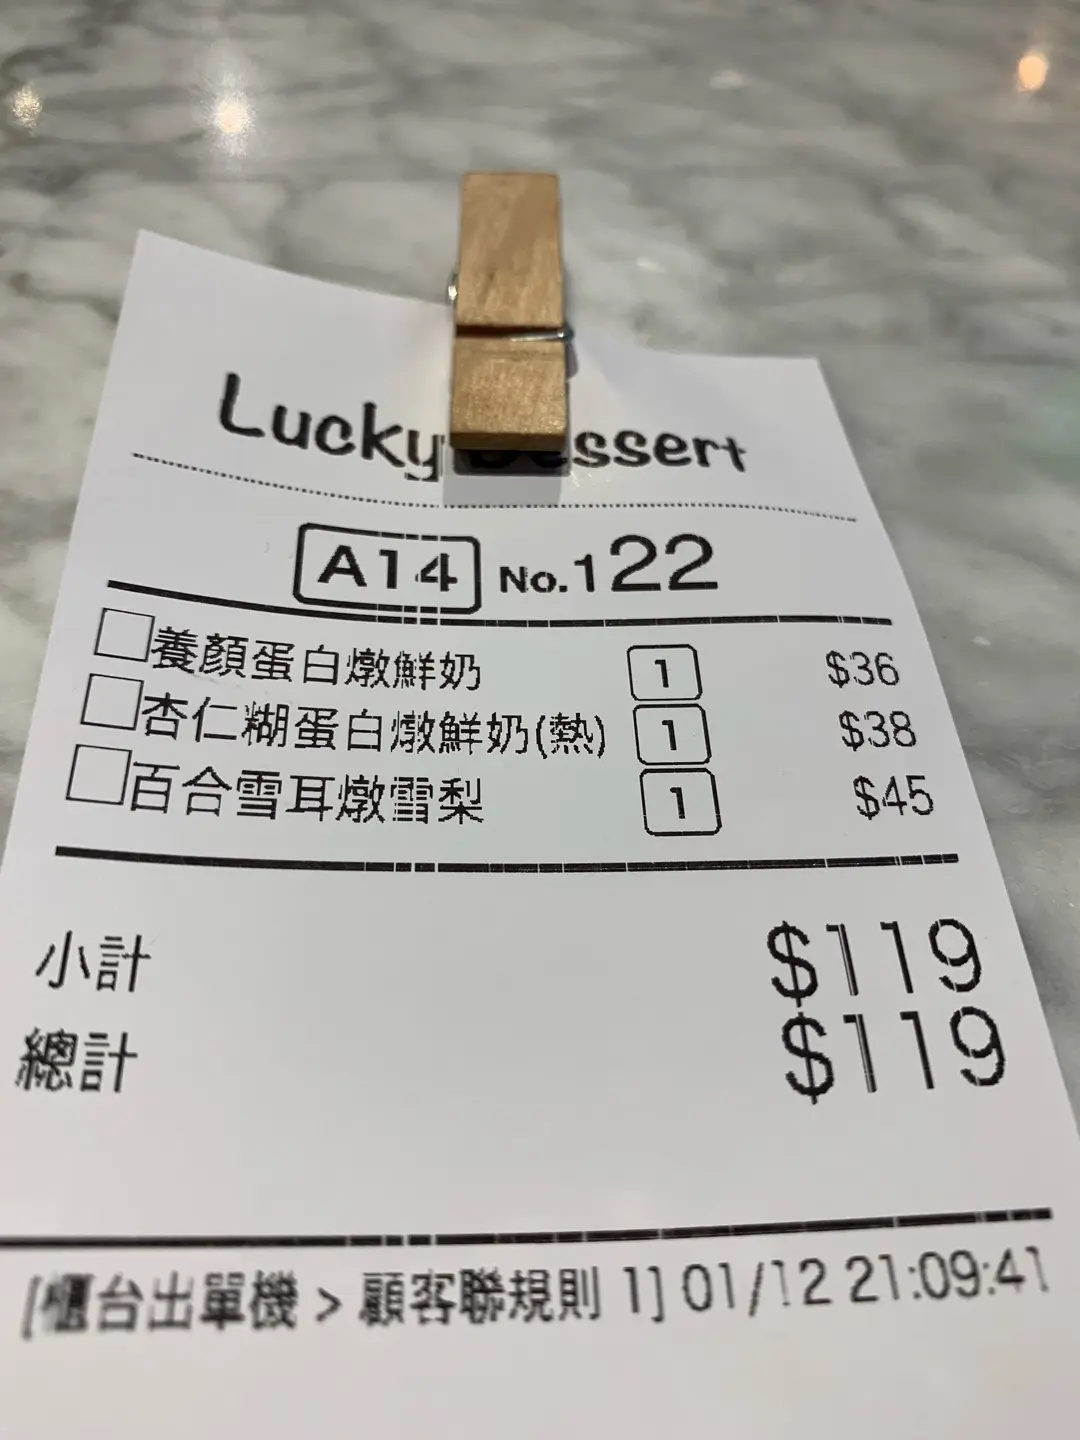 Lucky Dessert
A14 No.122
養顏蛋白燉鮮奶 1 $36
杏仁糊蛋白燉鮮奶(熱) 1 $38
百合雪耳燉雪梨 1 $45
小計 $119
總計 $119
[櫃台出單機 > 顧客聯規則 1] 01/12 21:09:41